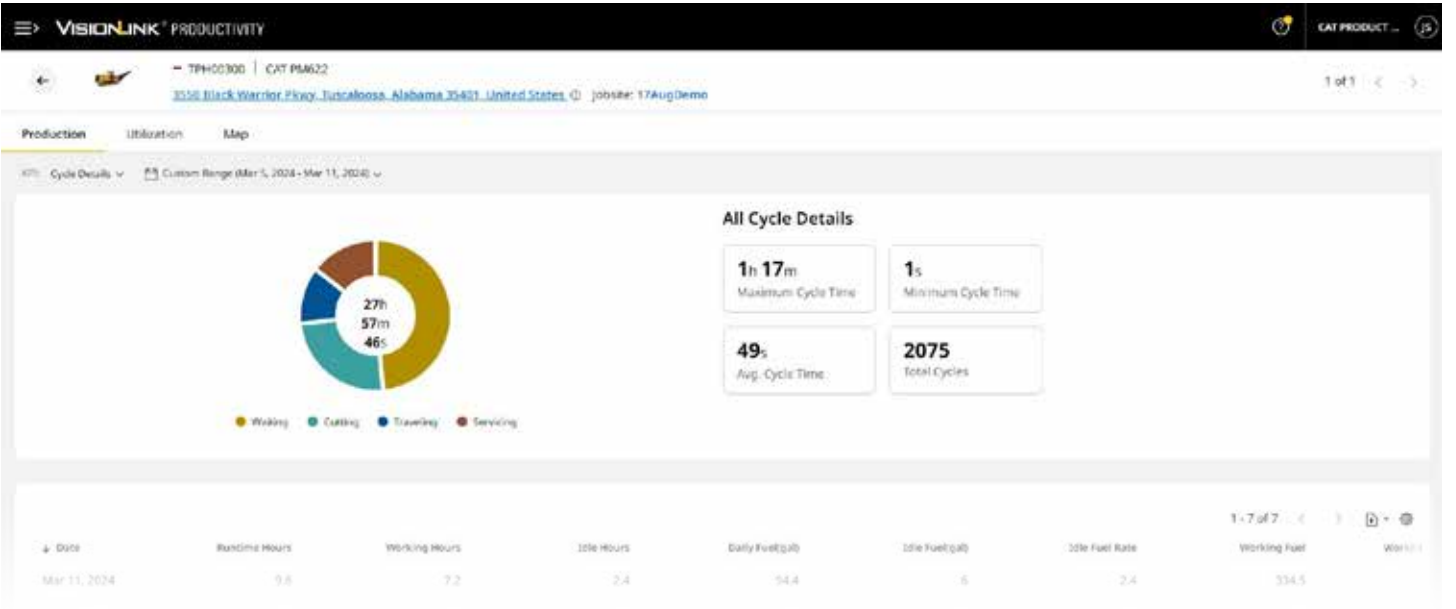 VISIONLINK® PRODUCTIVITY
CAT PRODUCT ...
JS
TPH00300 | CAT PM622
3550 Black Warrior Pkwy, Tuscaloosa, Alabama 35401, United States Jobsite: 17AugDemo
1 of 1
Production Utilization Map
Cycle Details Custom Range (Mar 5, 2024 - Mar 11, 2024)
27h
57m
46s
Waiting Cutting Traveling Servicing
All Cycle Details
1h 17m
Maximum Cycle Time
1s
Minimum Cycle Time
49s
Avg. Cycle Time
2075
Total Cycles
1 - 7 of 7
Date Runtime Hours Working Hours Idle Hours Daily Fuel(gal) Idle Fuel(gal) Idle Fuel Rate Working Fuel
Mar 11, 2024 9.6 7.2 2.4 54.4 6 2.4 334.5